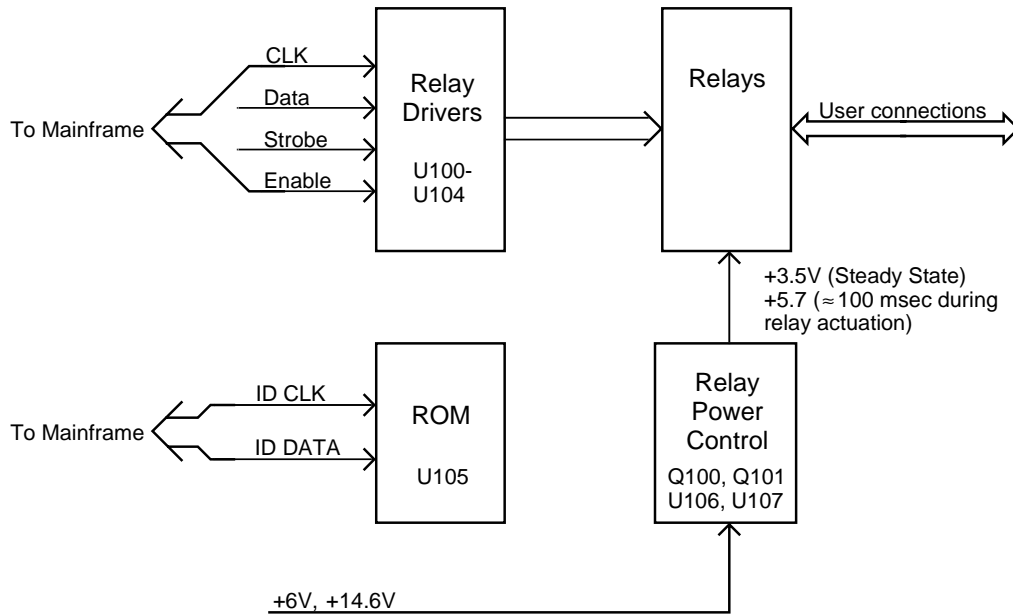 To Mainframe
CLK
Data
Strobe
Enable
Relay
Drivers
U100-
U104
Relays
User connections
+3.5V (Steady State)
+5.7 (≈100 msec during
relay actuation)
To Mainframe
ID CLK
ID DATA
ROM
U105
Relay
Power
Control
Q100, Q101
U106, U107
+6V, +14.6V